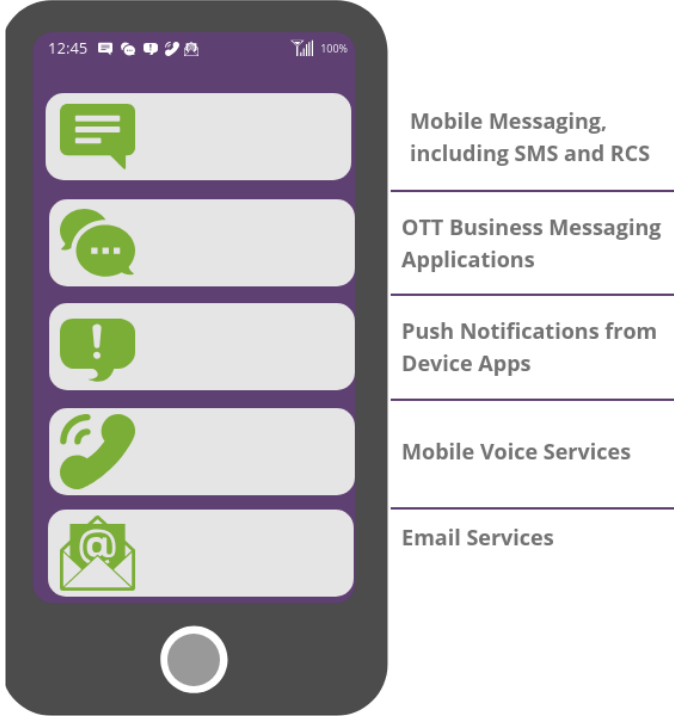 12:45
100%
Mobile Messaging,
including SMS and RCS
OTT Business Messaging
Applications
!
Push Notifications from
Device Apps
Mobile Voice Services
@
Email Services